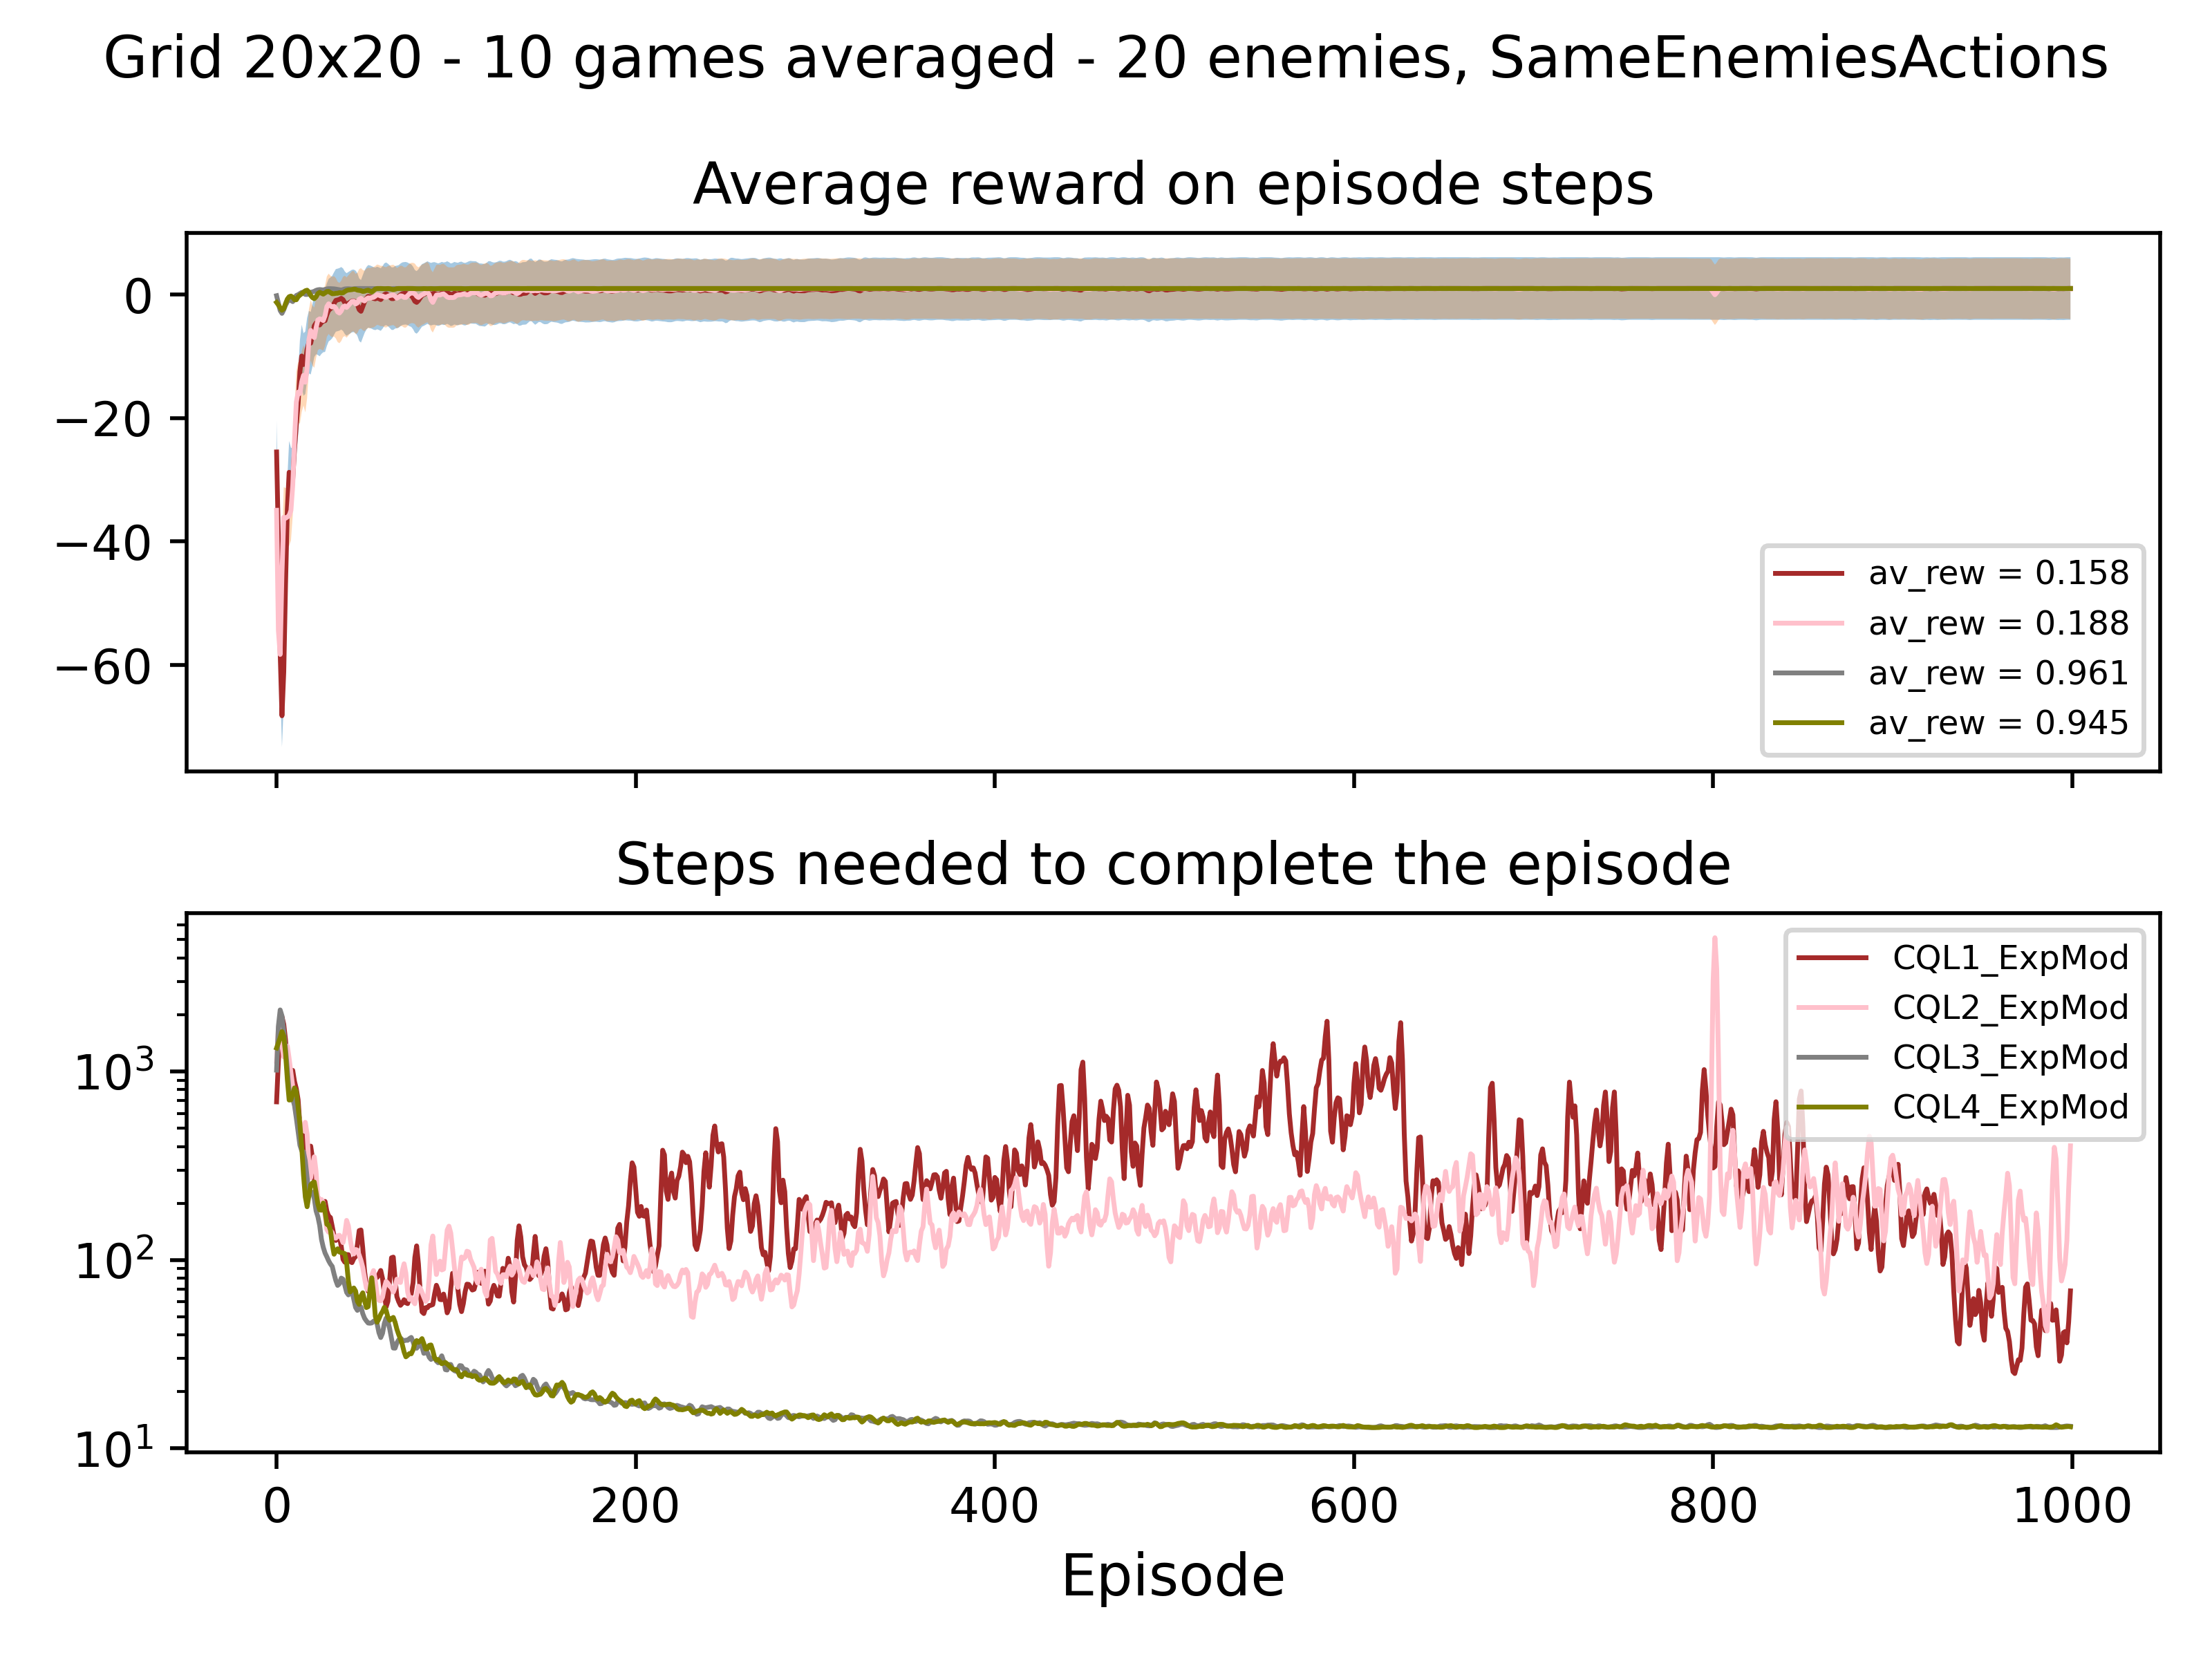 Grid 20x20 - 10 games averaged - 20 enemies, SameEnemiesActions
Average reward on episode steps
0
−20
−40
−60
av_rew = 0.158
av_rew = 0.188
av_rew = 0.961
av_rew = 0.945
Steps needed to complete the episode
10³
10²
10¹
CQL1_ExpMod
CQL2_ExpMod
CQL3_ExpMod
CQL4_ExpMod
0 200 400 600 800 1000
Episode